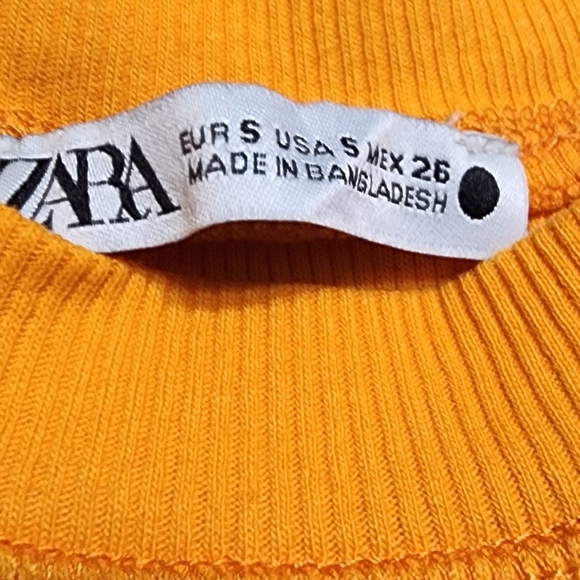 ZARA
EUR S USA S MEX 26
MADE IN BANGLADESH